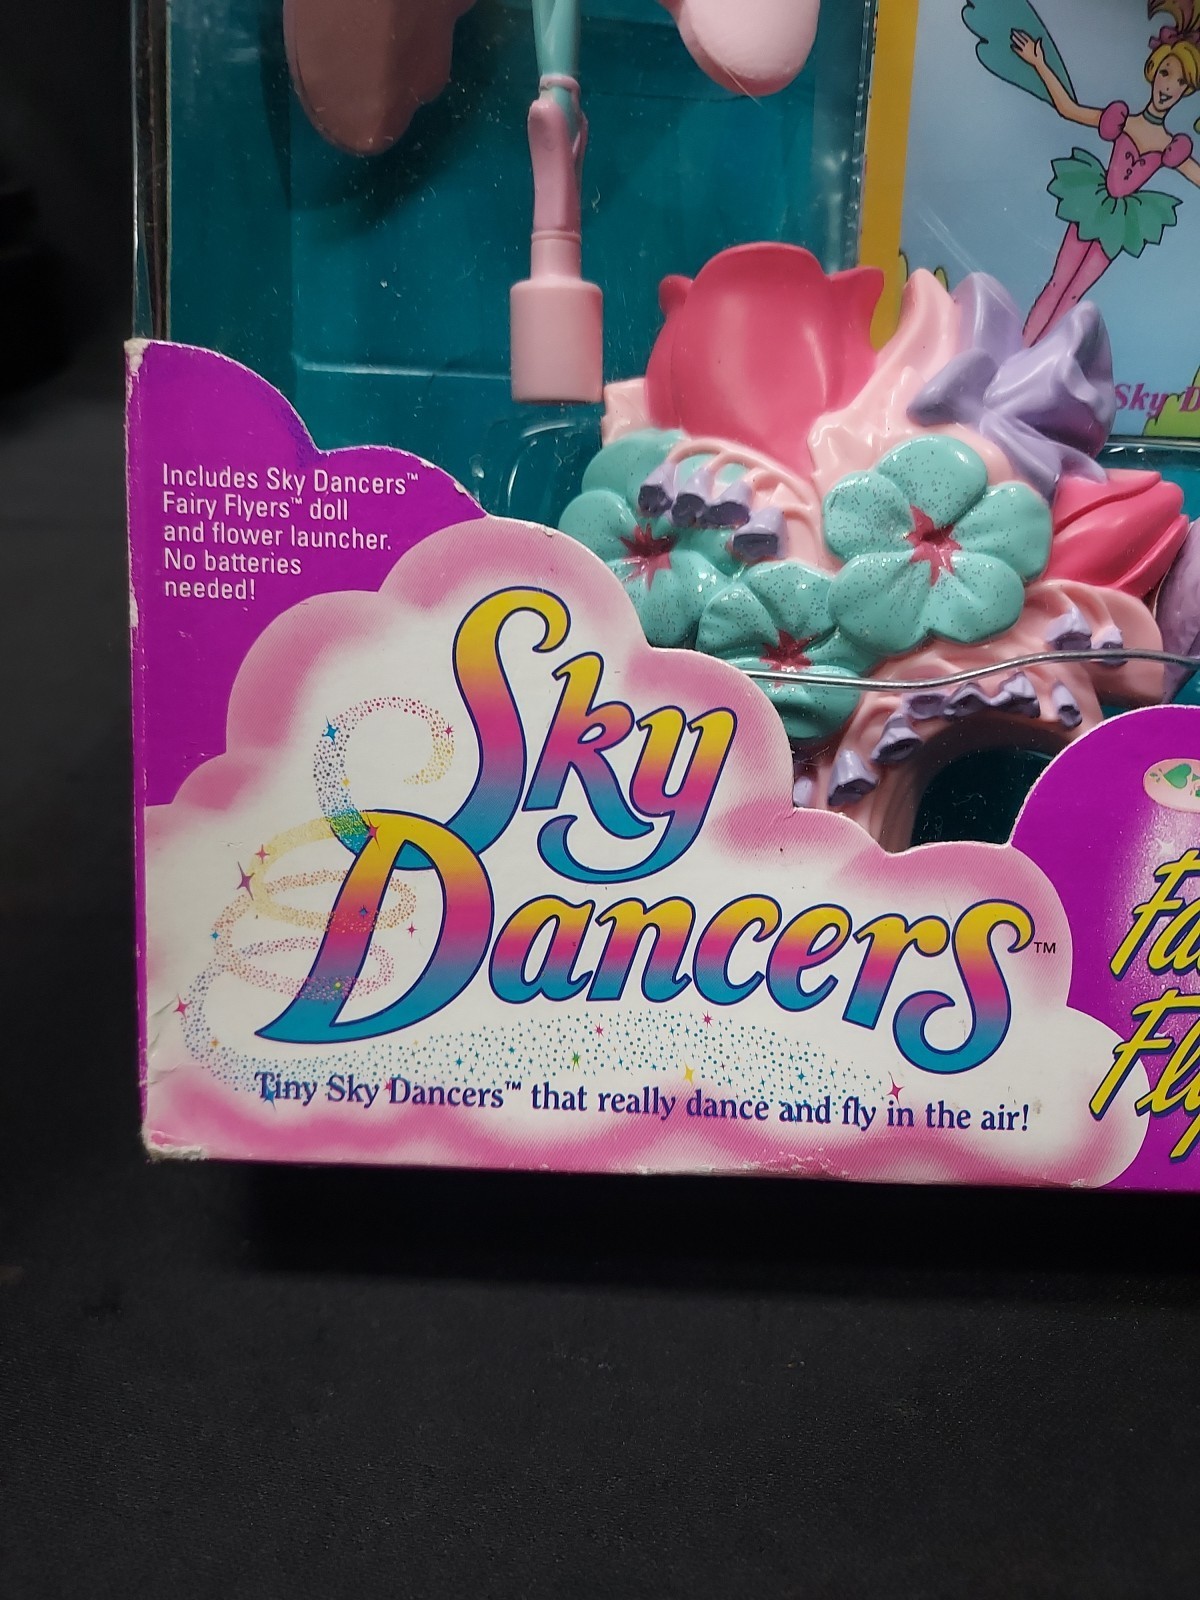 Sky D
Includes Sky Dancers™
Fairy Flyers™ doll
and flower launcher.
No batteries
needed!
Sky
Dancers™
Tiny Sky Dancers™ that really dance and fly in the air!